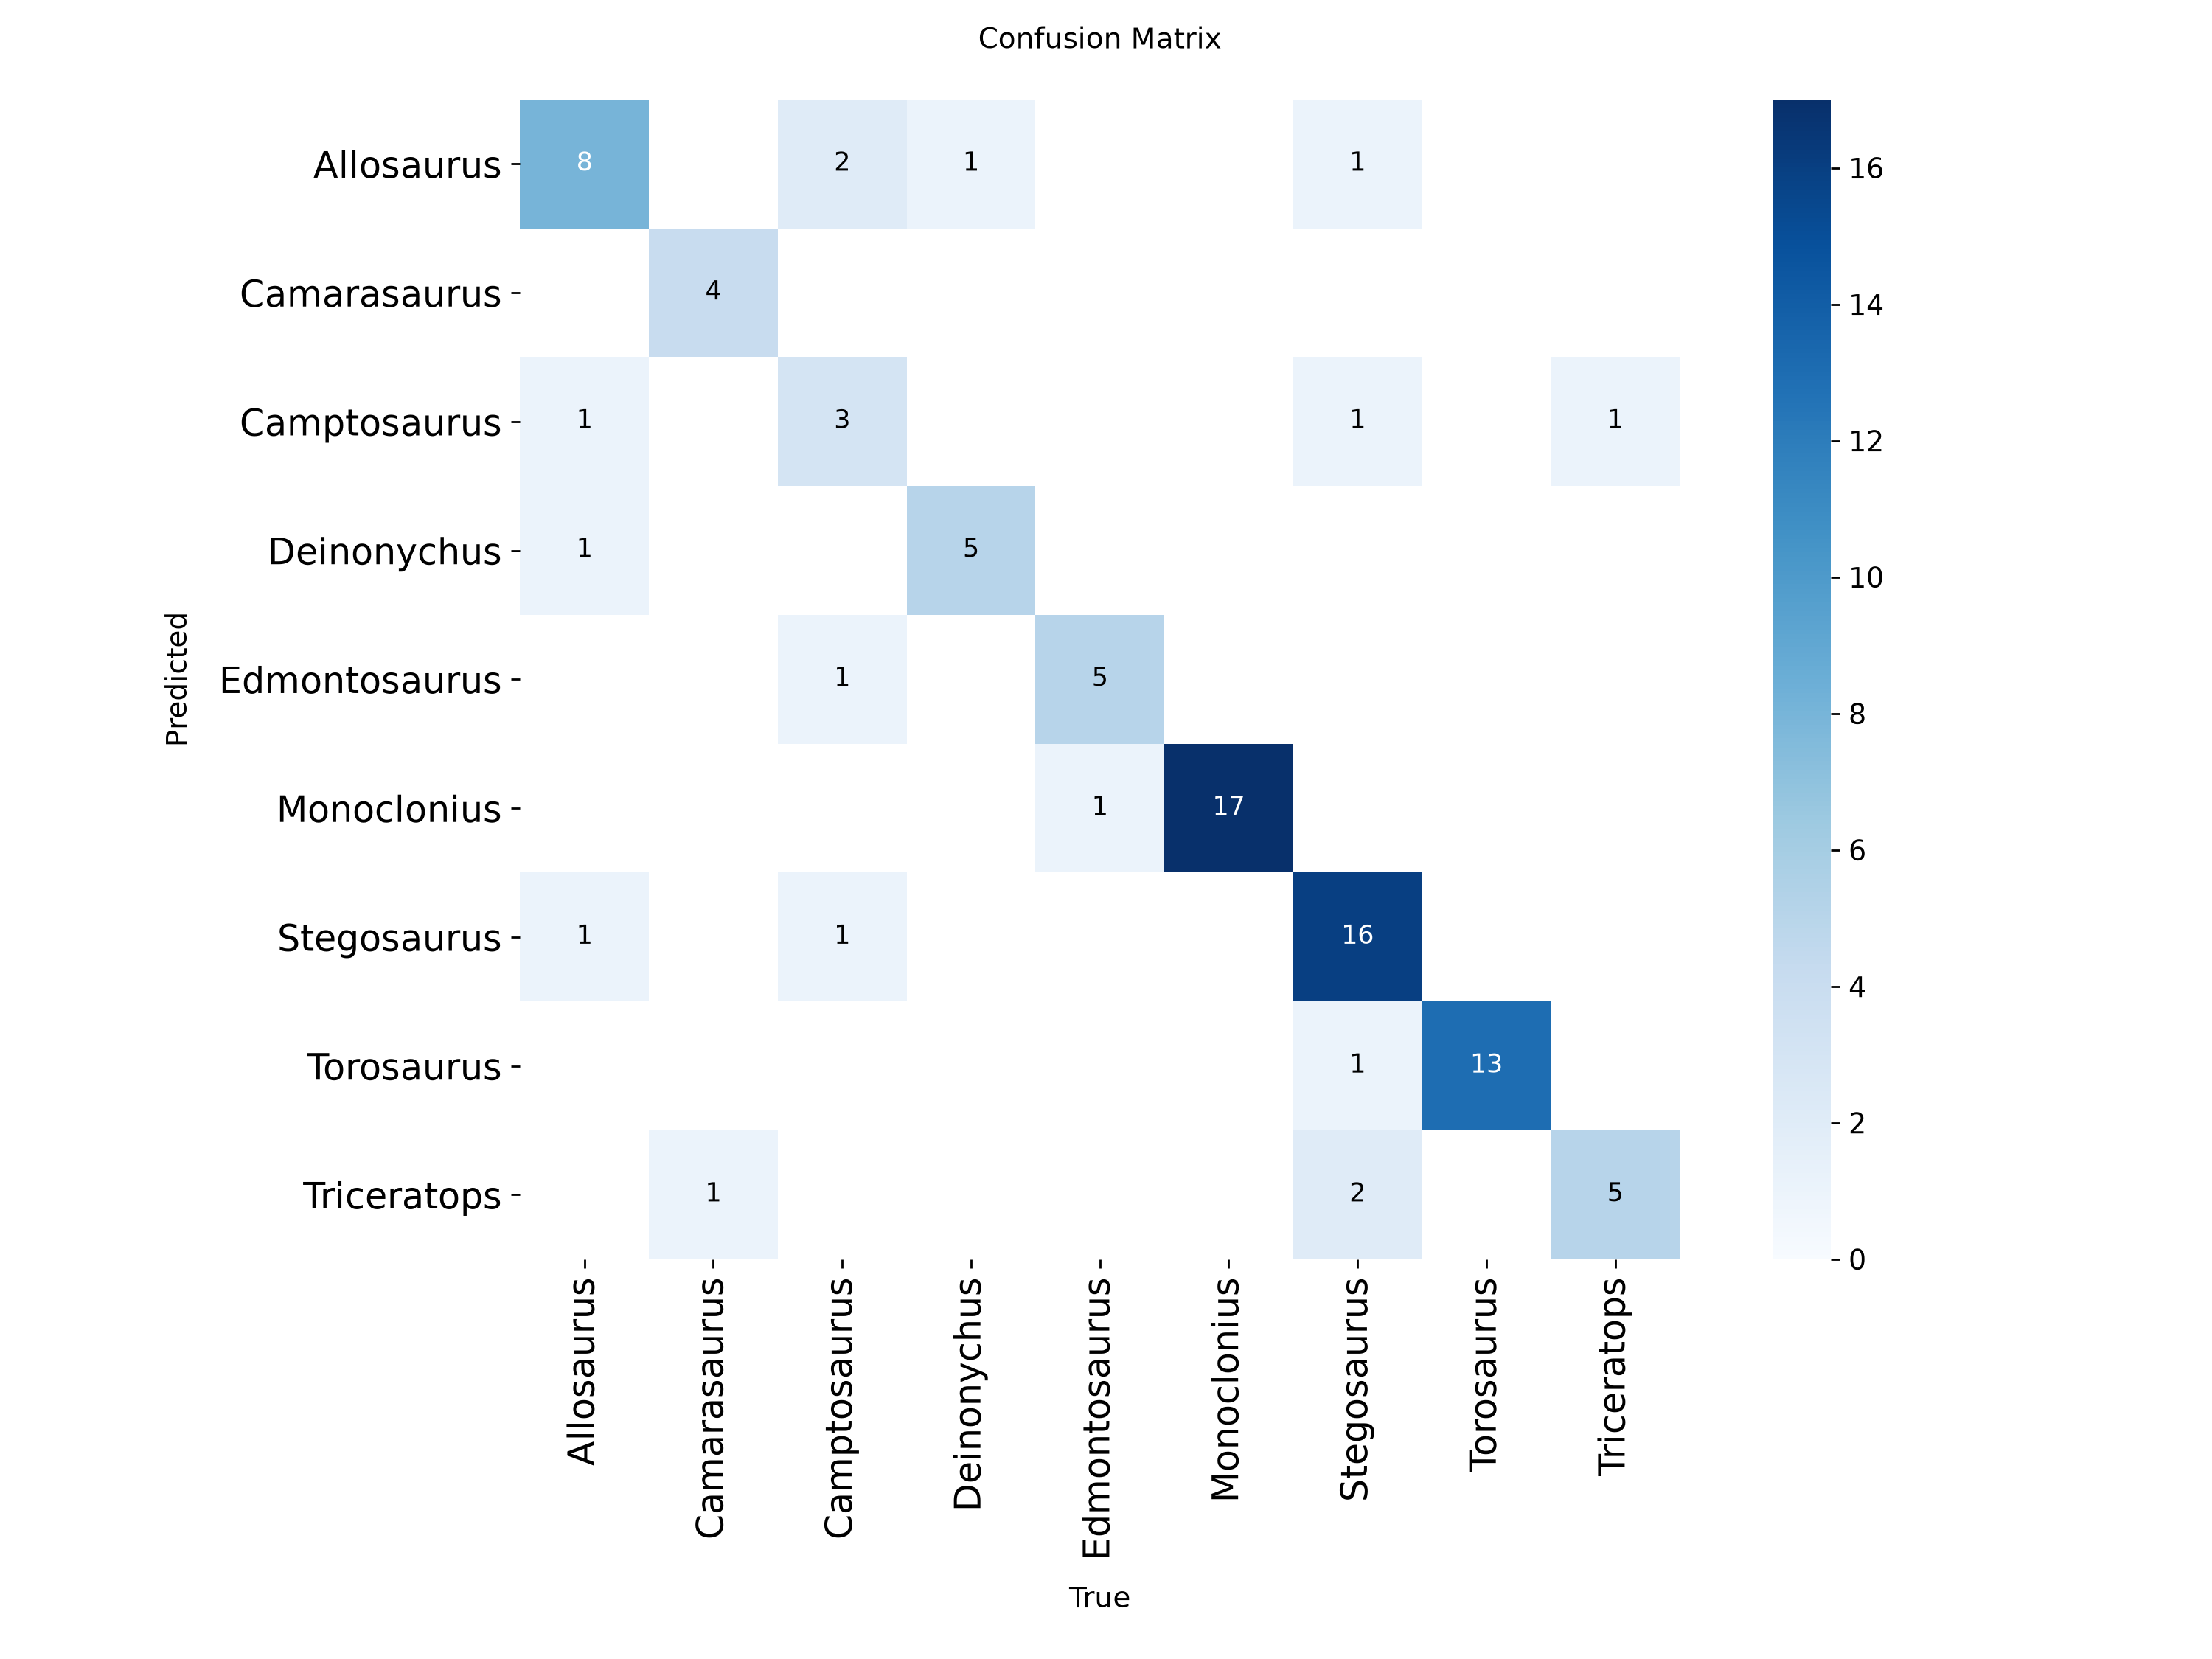 Confusion Matrix
Allosaurus 8 2 1 1
Camarasaurus 4
Camptosaurus 1 3 1 1
Deinonychus 1 5
Edmontosaurus 1 5
Monoclonius 1 17
Stegosaurus 1 1 16
Torosaurus 1 13
Triceratops 1 2 5
Predicted
Allosaurus
Camarasaurus
Camptosaurus
Deinonychus
Edmontosaurus
Monoclonius
Stegosaurus
Torosaurus
Triceratops
True
16
14
12
10
8
6
4
2
0